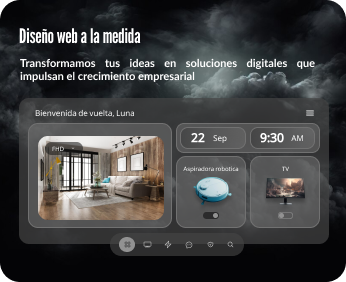 Diseño web a la medida
Transformamos tus ideas en soluciones digitales que
impulsan el crecimiento empresarial
Bienvenida de vuelta, Luna
FHD
22 Sep
9:30 AM
Aspiradora robotica
TV